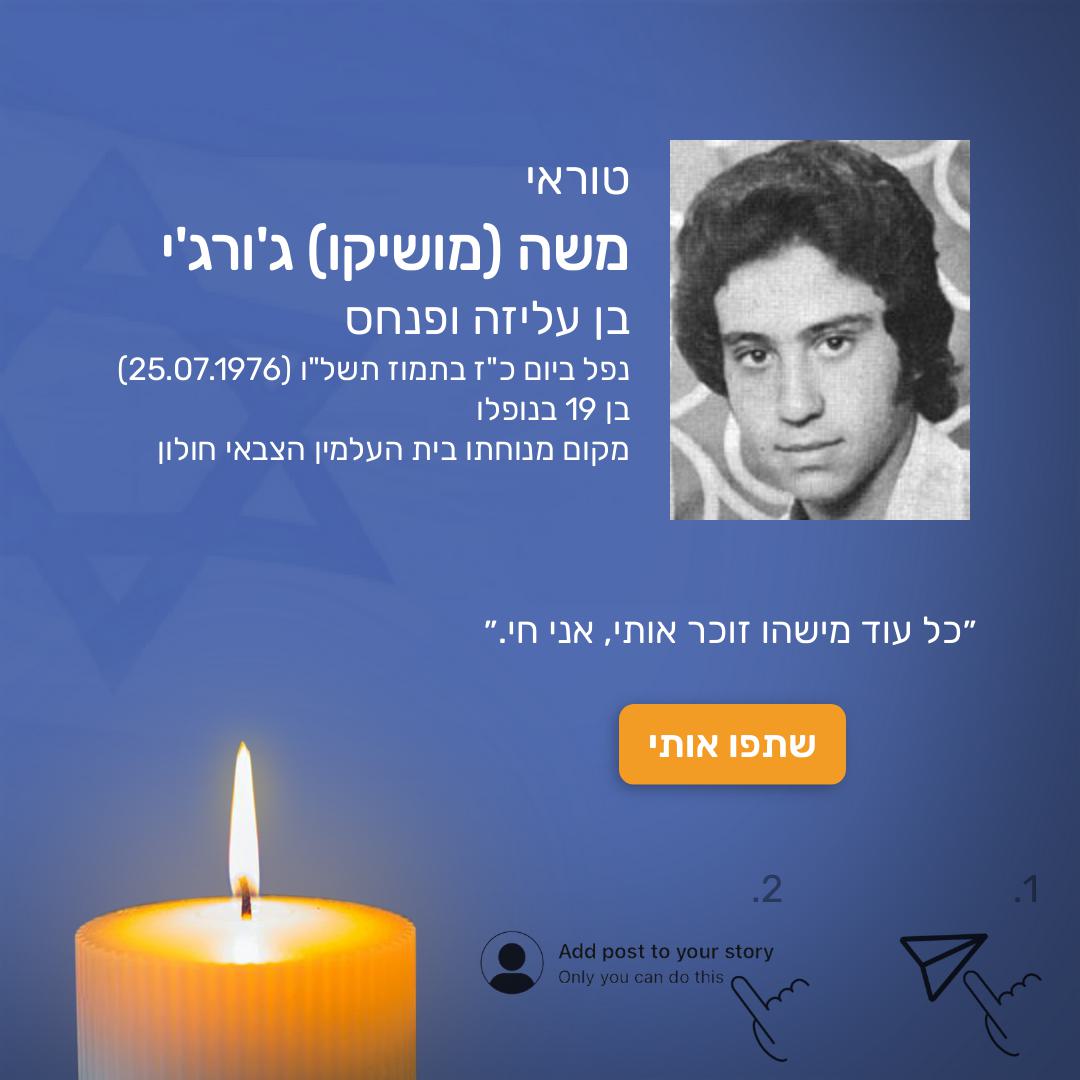 טוראי
משה (מושיקו) ג'ורג'י
בן עליזה ופנחס
נפל ביום כ"ז בתמוז תשל"ו (25.07.1976)
בן 19 בנופלו
מקום מנוחתו בית העלמין הצבאי חולון
״כל עוד מישהו זוכר אותי, אני חי.״
שתפו אותי
.1
.2
Add post to your story
Only you can do this